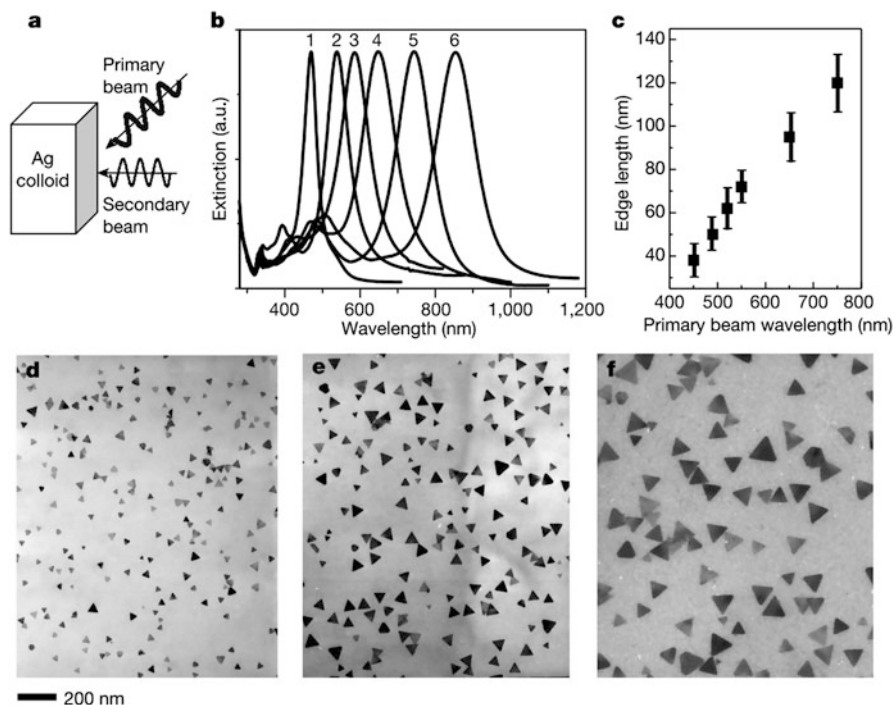 a
Primary
beam
Ag
colloid
Secondary
beam
b
1 2 3 4 5 6
Extinction (a.u.)
400 600 800 1,000 1,200
Wavelength (nm)
c
Edge length (nm)
140
120
100
80
60
40
400 500 600 700 800
Primary beam wavelength (nm)
d
e
f
200 nm